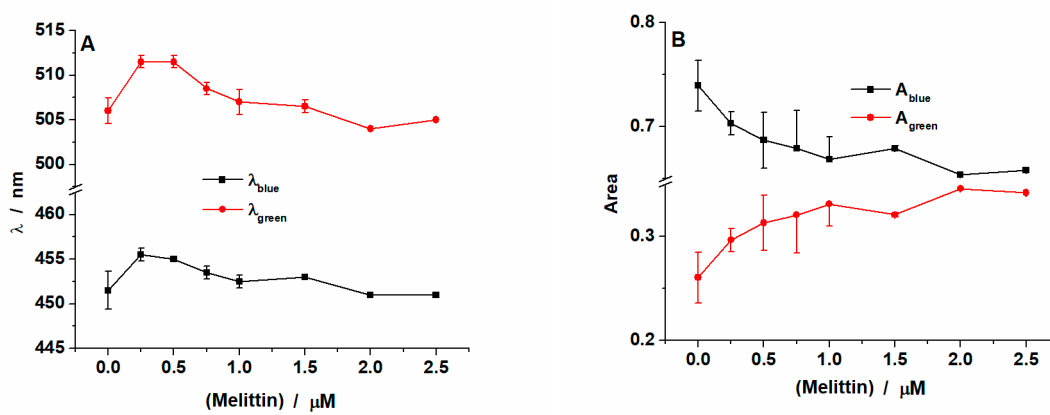 A
515
510
505
500
460
455
450
445
λ / nm
λblue
λgreen
0.0 0.5 1.0 1.5 2.0 2.5
(Melittin) / μM
B
0.8
0.7
0.3
0.2
Area
Ablue
Agreen
0.0 0.5 1.0 1.5 2.0 2.5
(Melittin) / μM